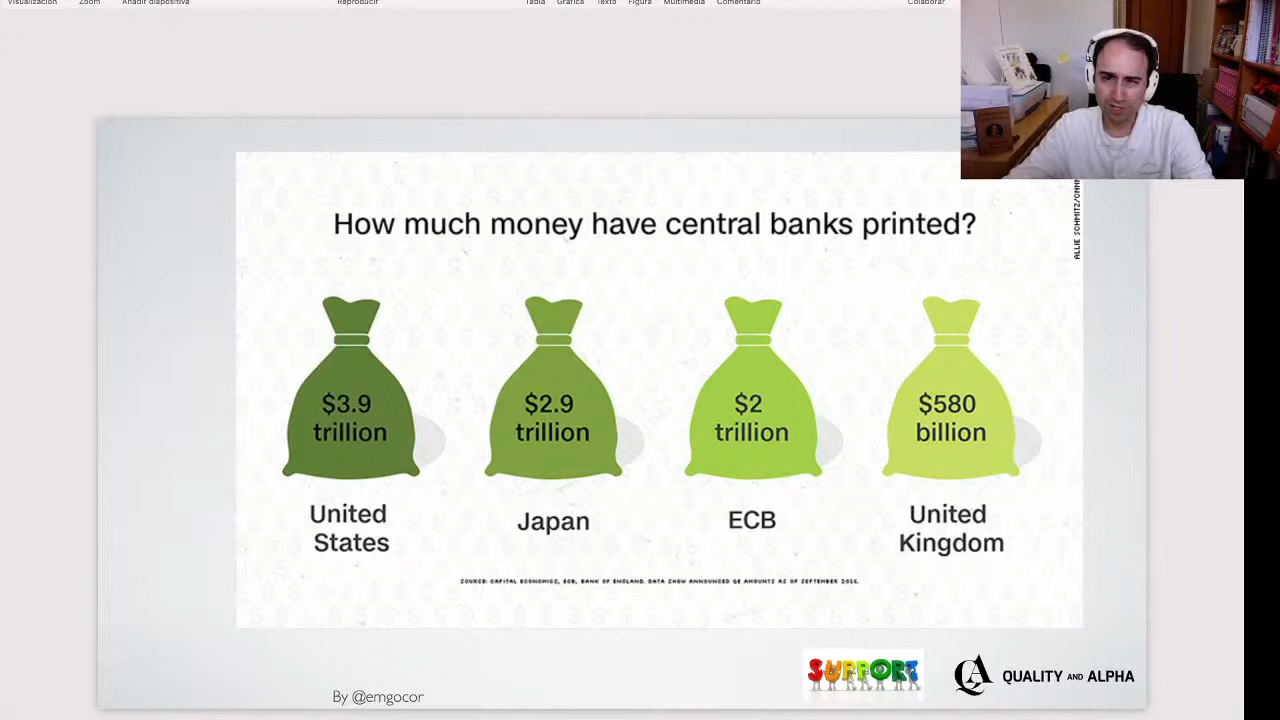 Visualización Zoom Añadir diapositiva Reproducir Tabla Gráfica Texto Figura Multimedia Comentario Colaborar
ALLIE SCHMITZ/CNNM
How much money have central banks printed?
$3.9
trillion
$2.9
trillion
$2
trillion
$580
billion
United
States
Japan
ECB
United
Kingdom
SOURCE: CAPITAL ECONOMICS, ECB, BANK OF ENGLAND. DATA SHOW ANNOUNCED QE AMOUNTS AS OF SEPTEMBER 2016.
SUPPORT
QA QUALITY AND ALPHA
By @emgocor